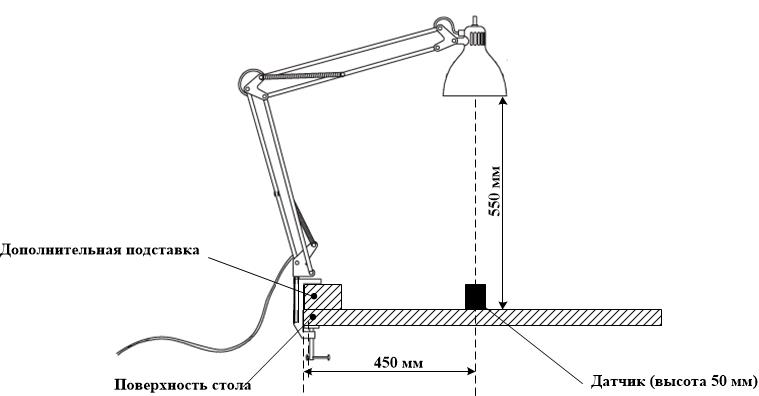 550 мм
Дополнительная подставка
450 мм
Поверхность стола
Датчик (высота 50 мм)